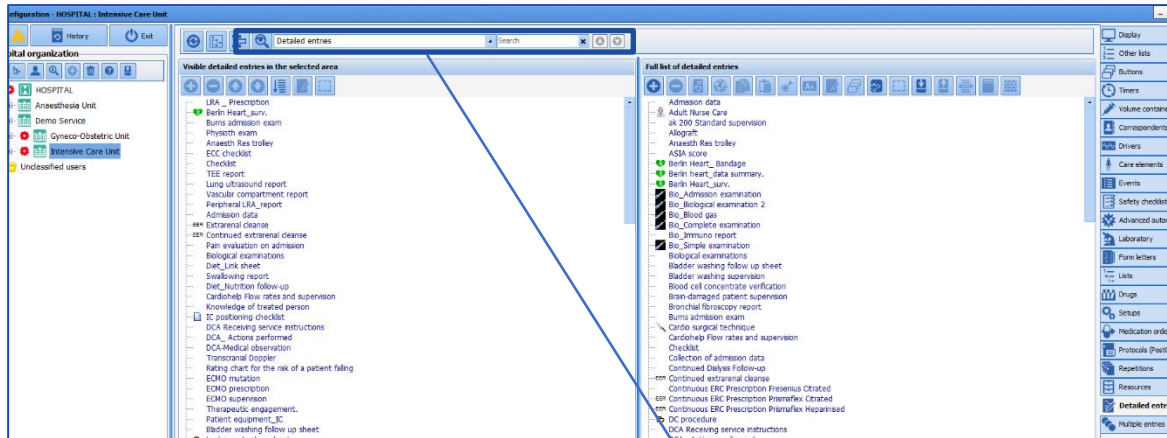 nfiguration - HOSPITAL : Intensive Care Unit
History
Exit
pital organization
HOSPITAL
Anaesthesia Unit
Demo Service
Gyneco-Obstetric Unit
Intensive Care Unit
Unclassified users
Detailed entries
Search
Visible detailed entries in the selected area
LRA _ Prescription
Berlin Heart_surv.
Burns admission exam
Physioth exam
Anaesth Res trolley
ECC checklist
Checklist
TEE report
Lung ultrasound report
Vascular compartment report
Peripheral LRA_report
Admission data
EER Extrarenal cleanse
EER Continued extrarenal cleanse
Pain evaluation on admission
Biological examinations
Diet_Link sheet
Swallowing report
Diet_Nutrition follow-up
Cardiohelp Flow rates and supervision
Knowledge of treated person
IC positioning checklist
DCA Receiving service instructions
DCA_ Actions performed
DCA-Medical observation
Transcranial Doppler
Rating chart for the risk of a patient falling
ECMO mutation
ECMO prescription
ECMO supervision
Therapeutic engagement.
Patient equipment_IC
Bladder washing follow up sheet
Full list of detailed entries
Admission data
Adult Nurse Care
ak 200 Standard supervision
Allograft
Anaesth Res trolley
ASIA score
Berlin Heart_ Bandage
Berlin heart_data summary.
Berlin Heart_surv.
Bio_Admission examination
Bio_Biological examination 2
Bio_Blood gas
Bio_Complete examination
Bio_Immuno report
Bio_Simple examination
Biological examinations
Bladder washing follow up sheet
Bladder washing supervision
Blood cell concentrate verification
Brain-damaged patient supervision
Bronchial fibroscopy report
Burns admission exam
Cardio surgical technique
Cardiohelp Flow rates and supervision
Checklist
Collection of admission data
Continued Dialysis Follow-up
EER Continued extrarenal cleanse
Continuous ERC Prescription Fresenius Citrated
EER Continuous ERC Prescription Prismaflex Citrated
EER Continuous ERC Prescription Prismaflex Heparinised
DC procedure
DCA Receiving service instructions
Display
Other lists
Buttons
Timers
Volume containe
Correspondents
Drivers
Care elements
Events
Safety checklist
Advanced autor
Laboratory
Form letters
Lists
Drugs
Setups
Medication orde
Protocols (Post
Repetitions
Resources
Detailed entr
Multiple entries